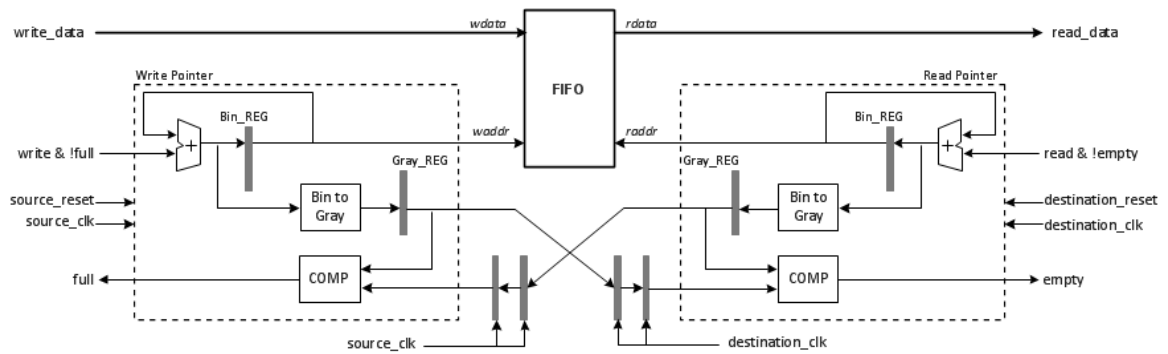 write_data
wdata
rdata
read_data
FIFO
Write Pointer
Read Pointer
Bin_REG
Bin_REG
waddr
raddr
+
+
write & !full
read & !empty
Gray_REG
Gray_REG
source_reset
source_clk
Bin to
Gray
Bin to
Gray
destination_reset
destination_clk
full
COMP
COMP
empty
source_clk
destination_clk